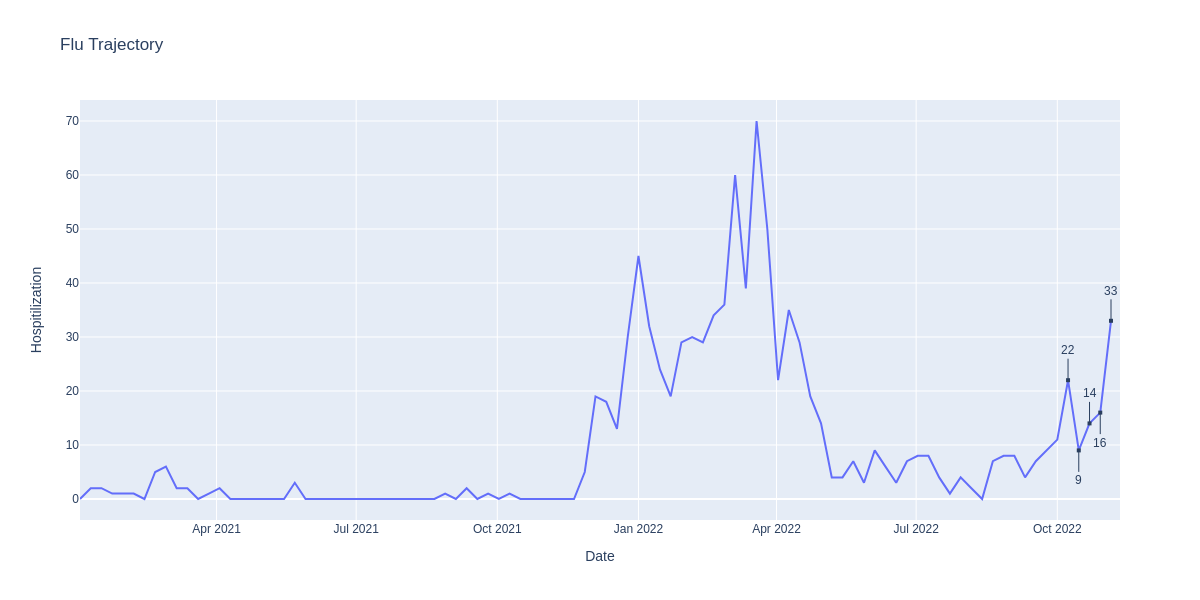 Flu Trajectory
70
60
50
40
30
20
10
0
Hospitilization
33
22
14
16
9
Apr 2021
Jul 2021
Oct 2021
Jan 2022
Apr 2022
Jul 2022
Oct 2022
Date